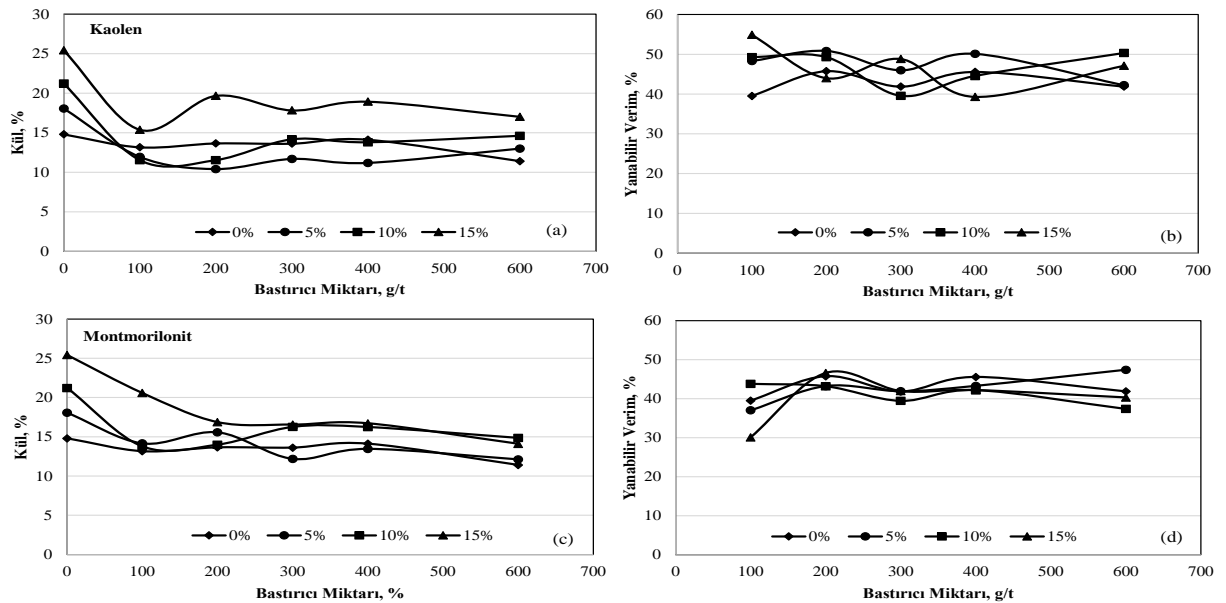 Kaolen
Kül, %
30
25
20
15
10
5
0
0% 5% 10% 15%
(a)
0 100 200 300 400 500 600 700
Bastırıcı Miktarı, g/t
Yanabilir Verim, %
60
50
40
30
20
10
0
0% 5% 10% 15%
(b)
0 100 200 300 400 500 600 700
Bastırıcı Miktarı, g/t
Montmorilonit
Kül, %
30
25
20
15
10
5
0
0% 5% 10% 15%
(c)
0 100 200 300 400 500 600 700
Bastırıcı Miktarı, %
Yanabilir Verim, %
60
50
40
30
20
10
0
0% 5% 10% 15%
(d)
0 100 200 300 400 500 600 700
Bastırıcı Miktarı, g/t